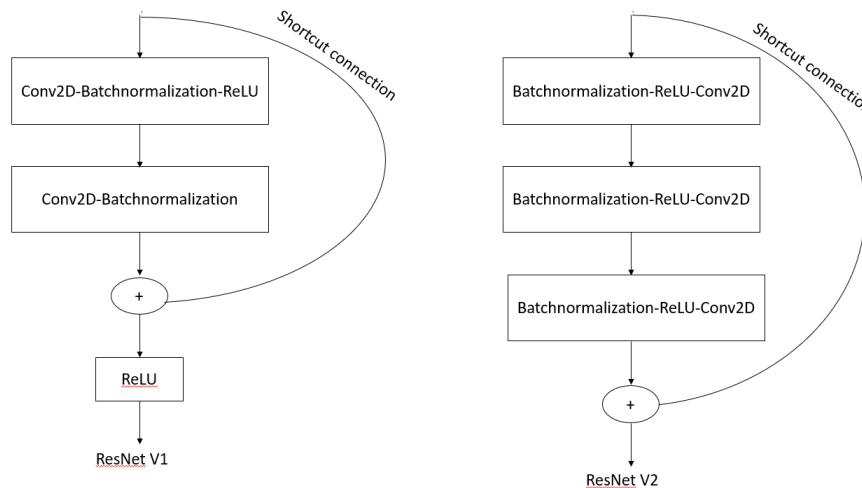 Shortcut connection
Conv2D-Batchnormalization-ReLU
Conv2D-Batchnormalization
+
ReLU
ResNet V1
Shortcut connection
Batchnormalization-ReLU-Conv2D
Batchnormalization-ReLU-Conv2D
Batchnormalization-ReLU-Conv2D
+
ResNet V2